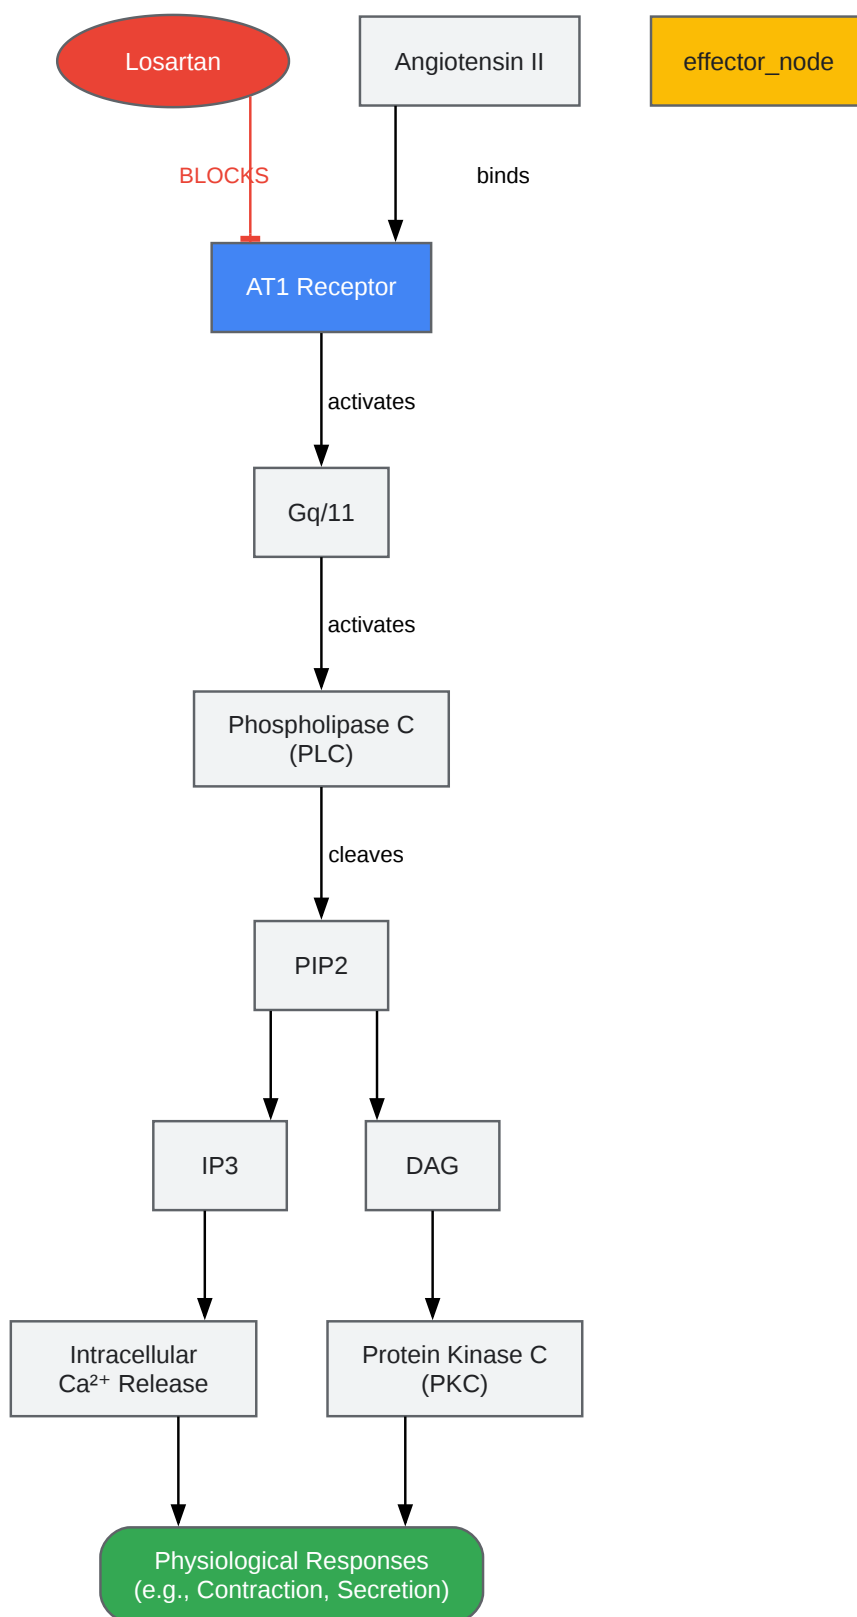 Losartan
Angiotensin II
effector_node
BLOCKS
binds
AT1 Receptor
activates
Gq/11
activates
Phospholipase C
(PLC)
cleaves
PIP2
IP3
DAG
Intracellular
Ca²⁺ Release
Protein Kinase C
(PKC)
Physiological Responses
(e.g., Contraction, Secretion)